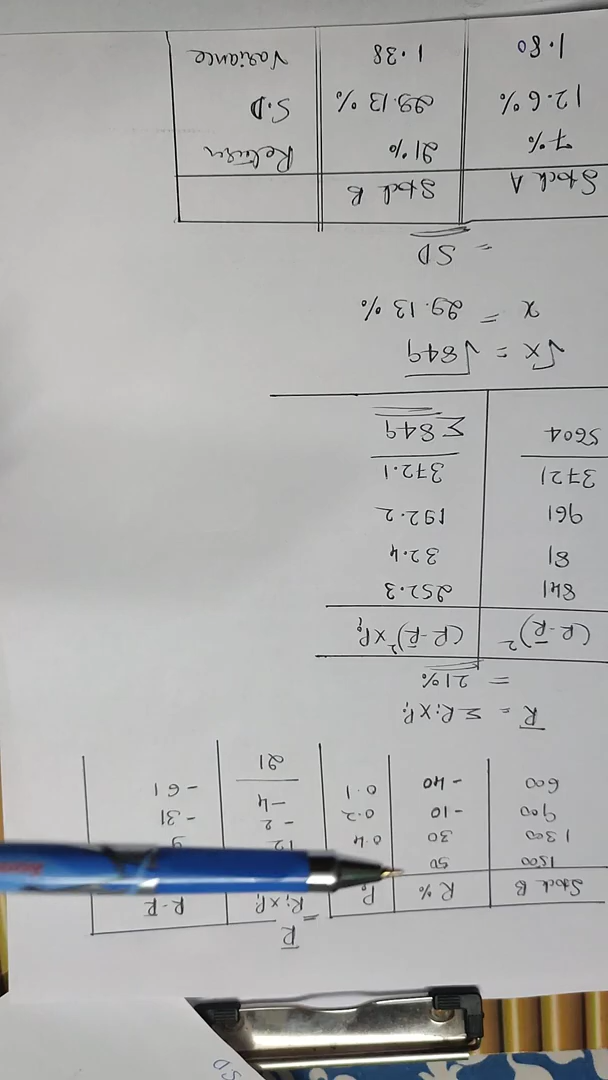 SD
R̄
Stock B R% Pi = Ri×Pi R-R̄
1500 50
1300 30 0.4 12 9
900 -10 0.2 -2 -31
600 -40 0.1 -4 -61
21
R̄ = Σ Ri×Pi
= 21%
(R-R̄)² (R-R̄)²×Pi
841 252.3
81 32.4
961 192.2
3721 372.1
5604 Σ 849
√x = √849
x = 29.13%
= SD
Stock A Stock B
7% 21% Return
12.6% 29.13% S.D
1.80 1.38 Variance